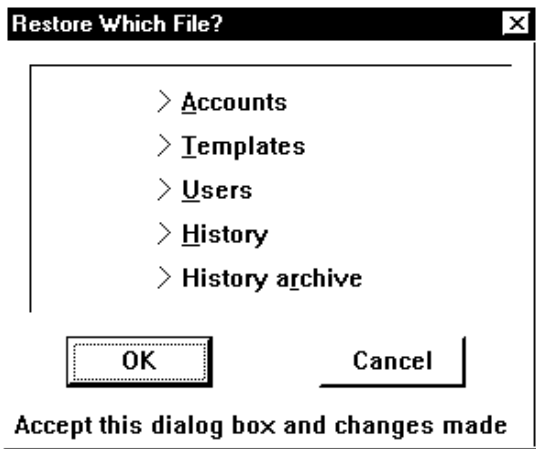 Restore Which File?
Accounts
Templates
Users
History
History archive
OK Cancel
Accept this dialog box and changes made